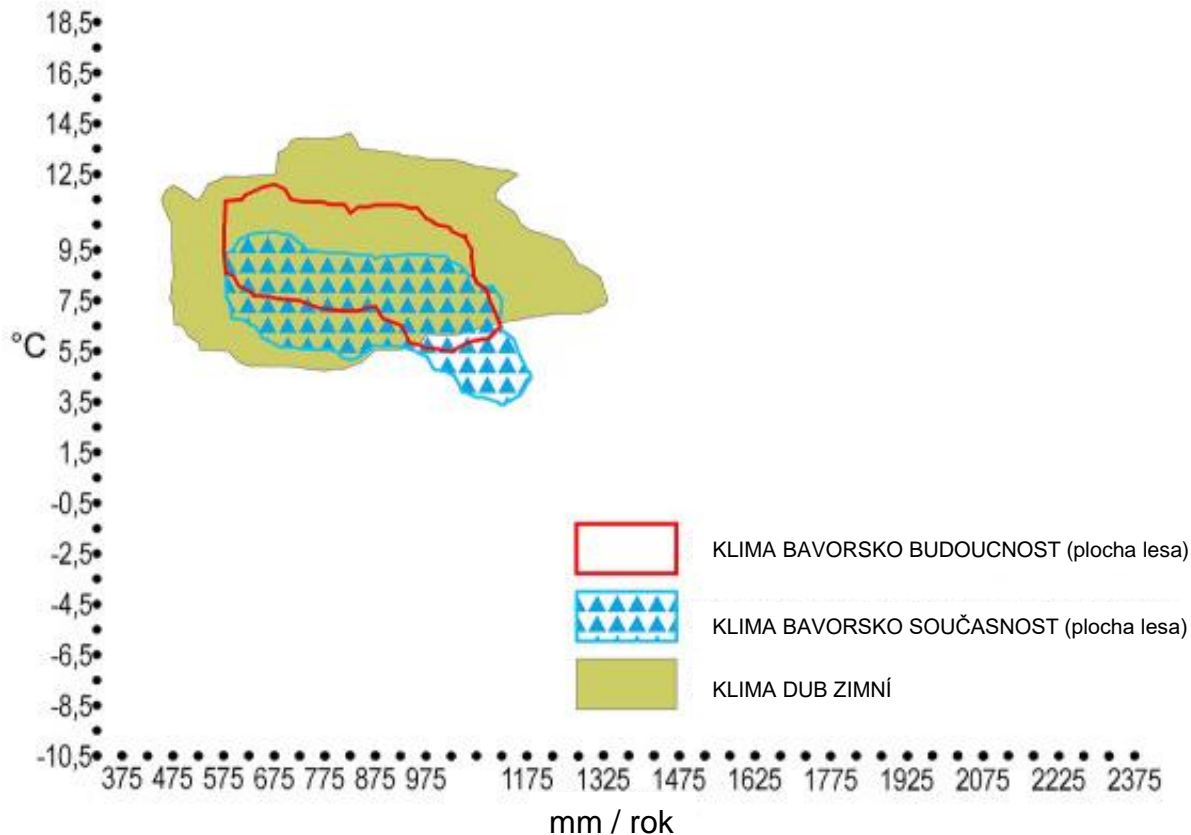 18,5
16,5
14,5
12,5
9,5
7,5
°C
5,5
3,5
1,5
-0,5
-2,5
-4,5
-6,5
-8,5
-10,5
KLIMA BAVORSKO BUDOUCNOST (plocha lesa)
KLIMA BAVORSKO SOUČASNOST (plocha lesa)
KLIMA DUB ZIMNÍ
375 475 575 675 775 875 975 1175 1325 1475 1625 1775 1925 2075 2225 2375
mm / rok